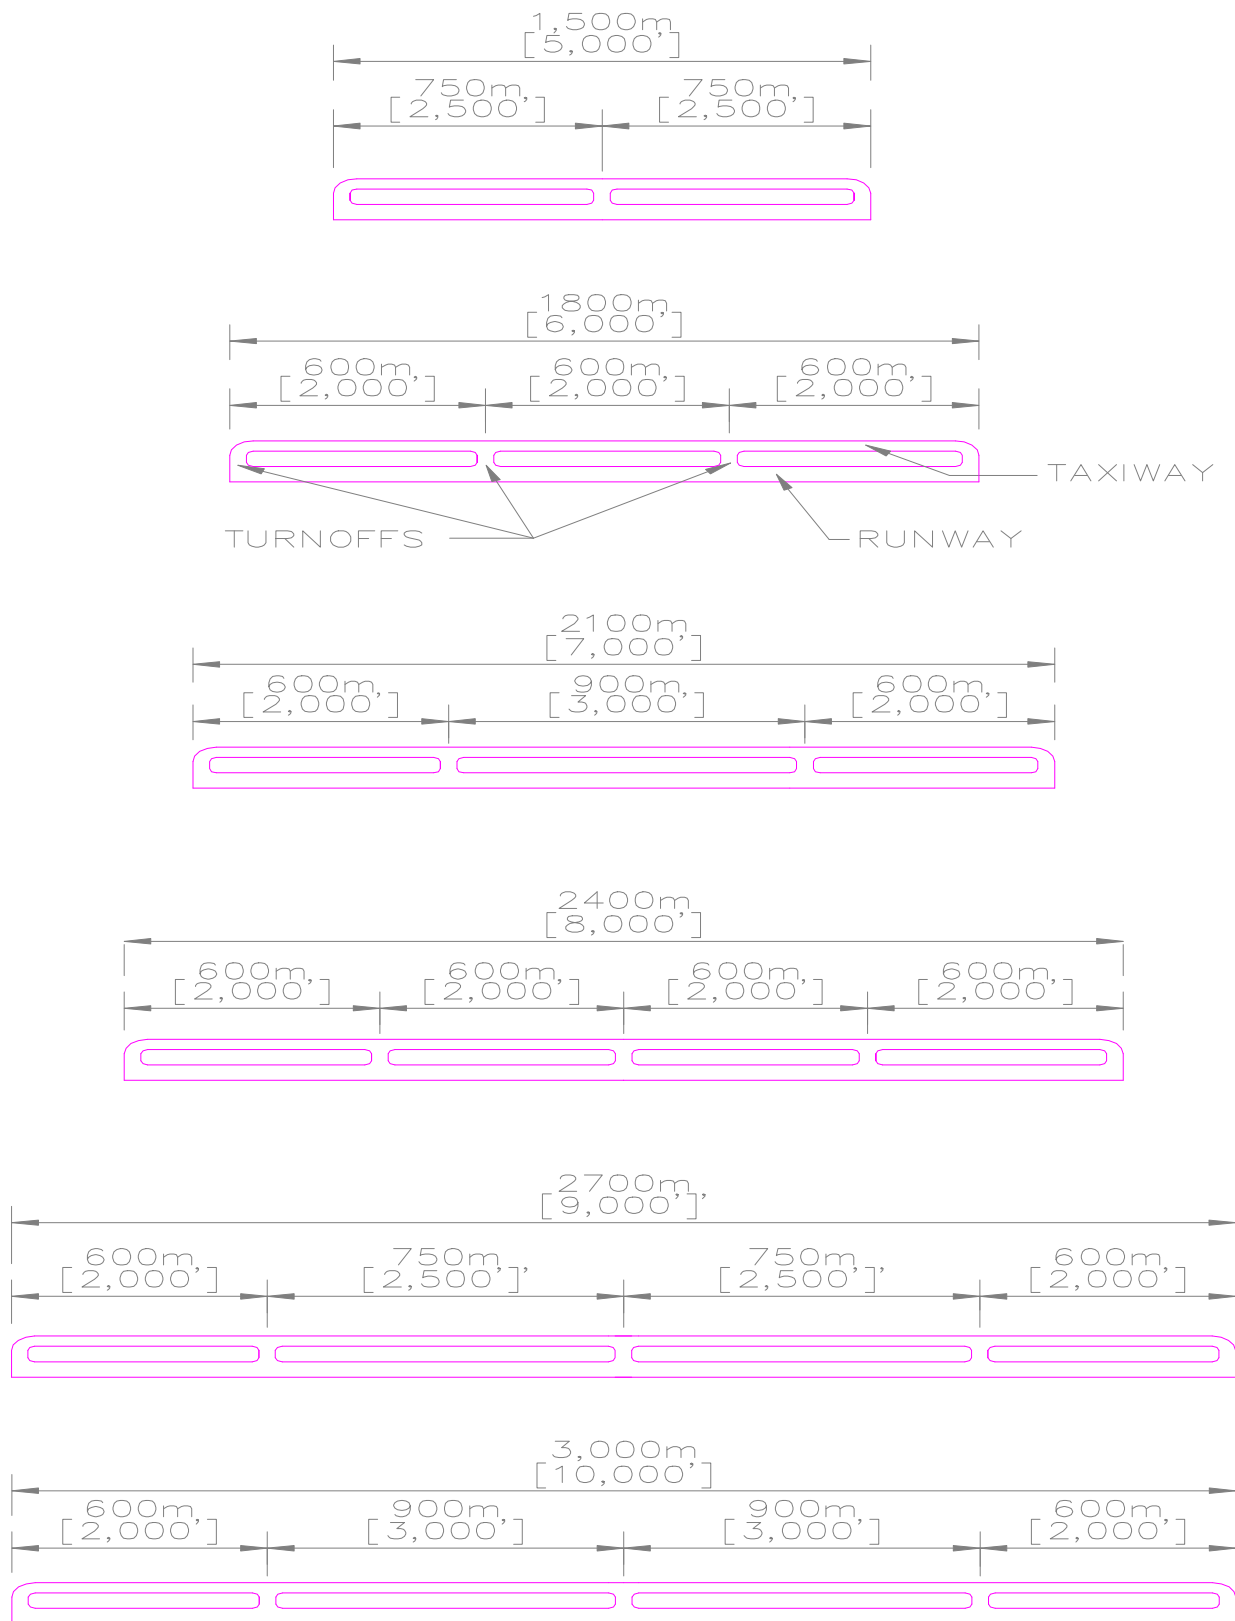 1,500m
[5,000']
750m, 750m,
[2,500'] [2,500']
1800m
[6,000']
600m, 600m, 600m,
[2,000'] [2,000'] [2,000']
TAXIWAY
TURNOFFS RUNWAY
2100m
[7,000']
600m, 900m, 600m,
[2,000'] [3,000'] [2,000']
2400m
[8,000']
600m, 600m, 600m, 600m,
[2,000'] [2,000'] [2,000'] [2,000']
2700m
[9,000']'
600m, 750m, 750m, 600m,
[2,000'] [2,500']' [2,500']' [2,000']
3,000m
[10,000']
600m, 900m, 900m, 600m,
[2,000'] [3,000'] [3,000'] [2,000']